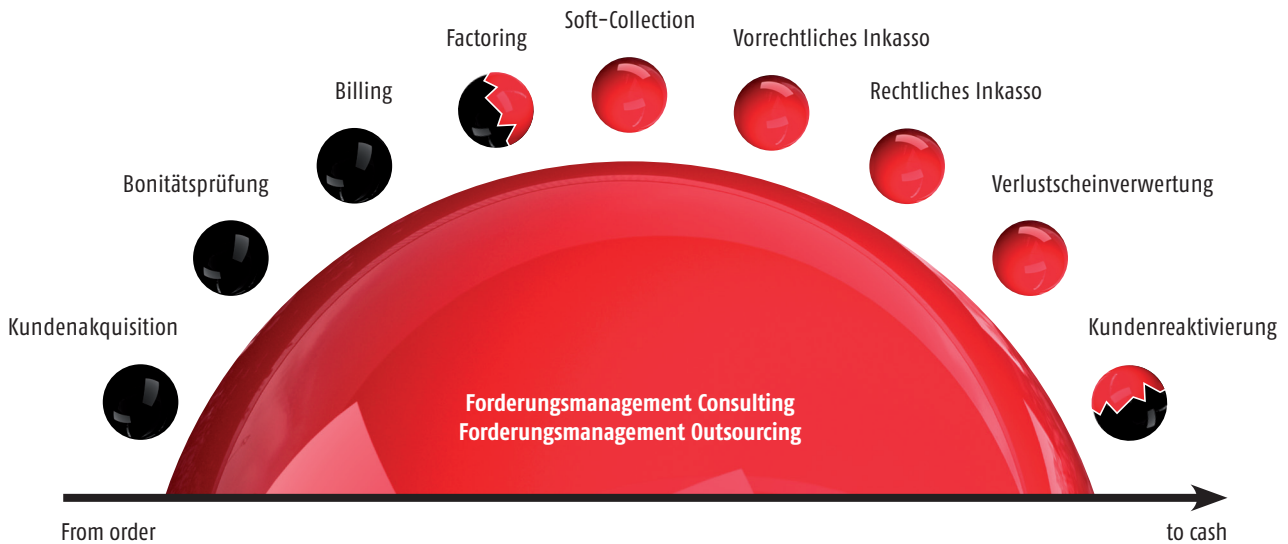 Soft-Collection
Factoring
Vorrechtliches Inkasso
Billing
Rechtliches Inkasso
Bonitätsprüfung
Verlustscheinverwertung
Kundenakquisition
Kundenreaktivierung
Forderungsmanagement Consulting
Forderungsmanagement Outsourcing
From order
to cash